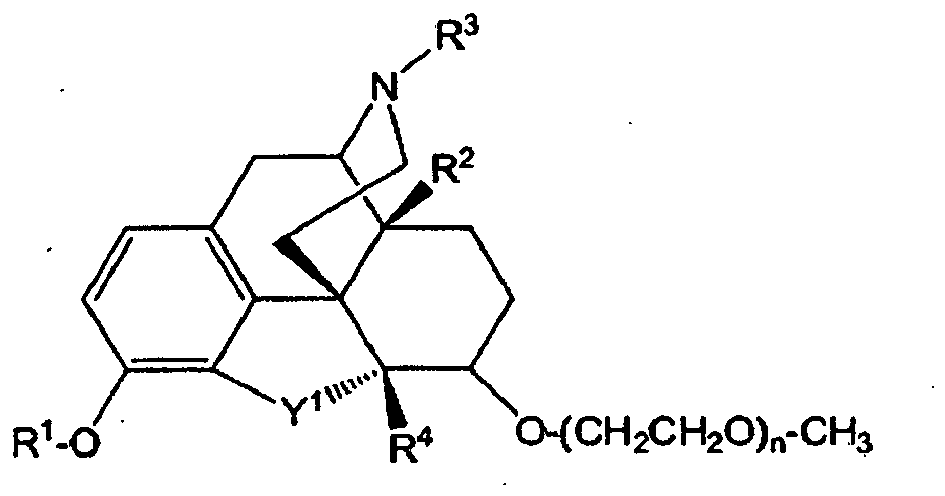 R³
N
R²
Y¹
R¹-O
R⁴
O-(CH₂CH₂O)ₙ-CH₃